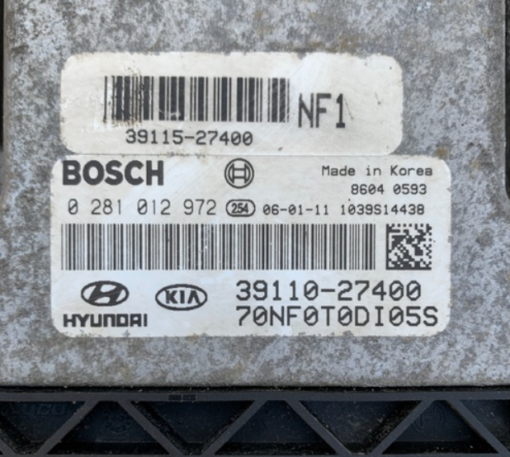 NF1
39115-27400
BOSCH
Made in Korea
8604 0593
0 281 012 972 254 06-01-11 1039S14438
HYUNDAI KIA 39110-27400
70NF0T0DI05S